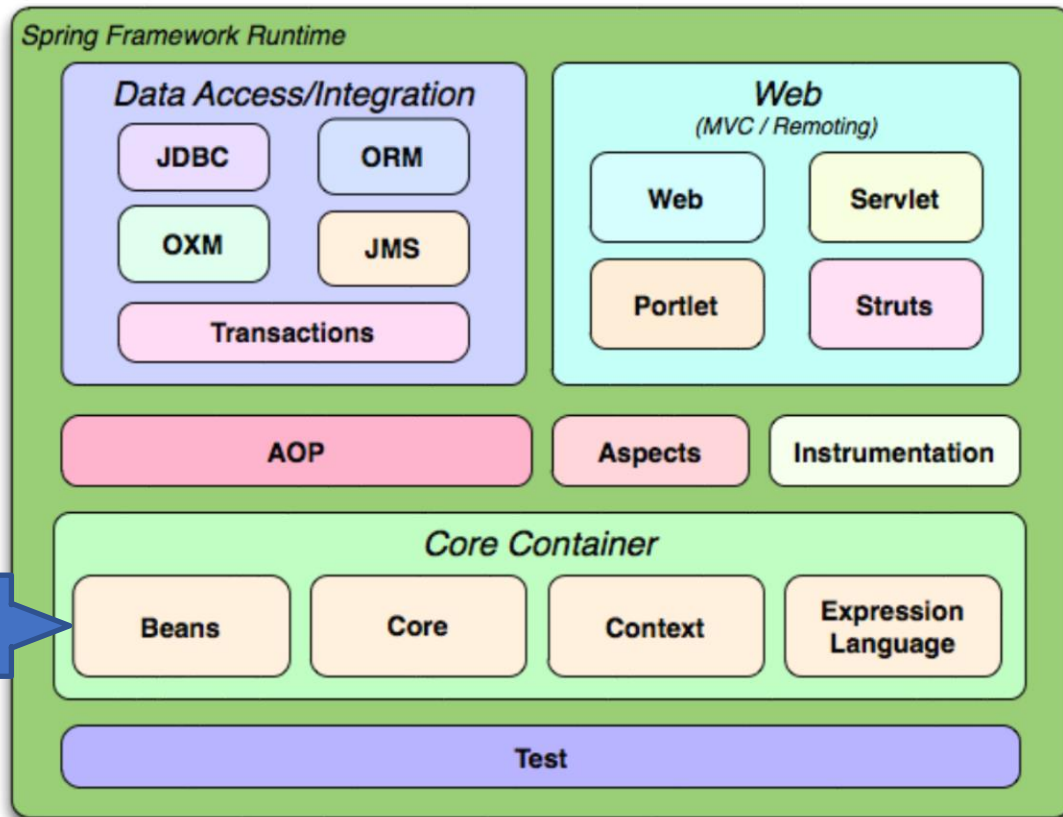 Spring Framework Runtime
Data Access/Integration
JDBC
ORM
OXM
JMS
Transactions
Web
(MVC / Remoting)
Web
Servlet
Portlet
Struts
AOP
Aspects
Instrumentation
Core Container
Beans
Core
Context
Expression
Language
Test